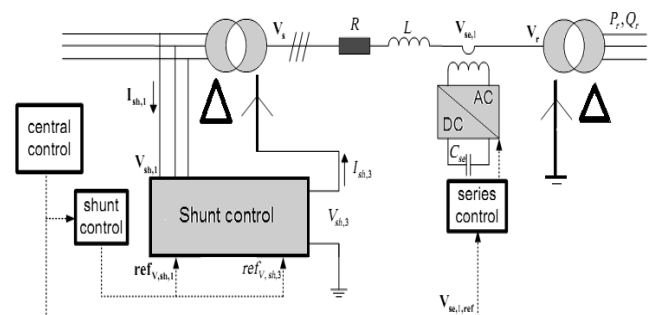 V_s
R
L
V_se,1
V_r
P_r, Q_r
I_sh,1
AC
DC
C_se
central
control
V_sh,1
I_sh,3
shunt
control
Shunt control
V_sh,3
series
control
ref_V,sh,1
ref_V, sh,3
V_se,1,ref